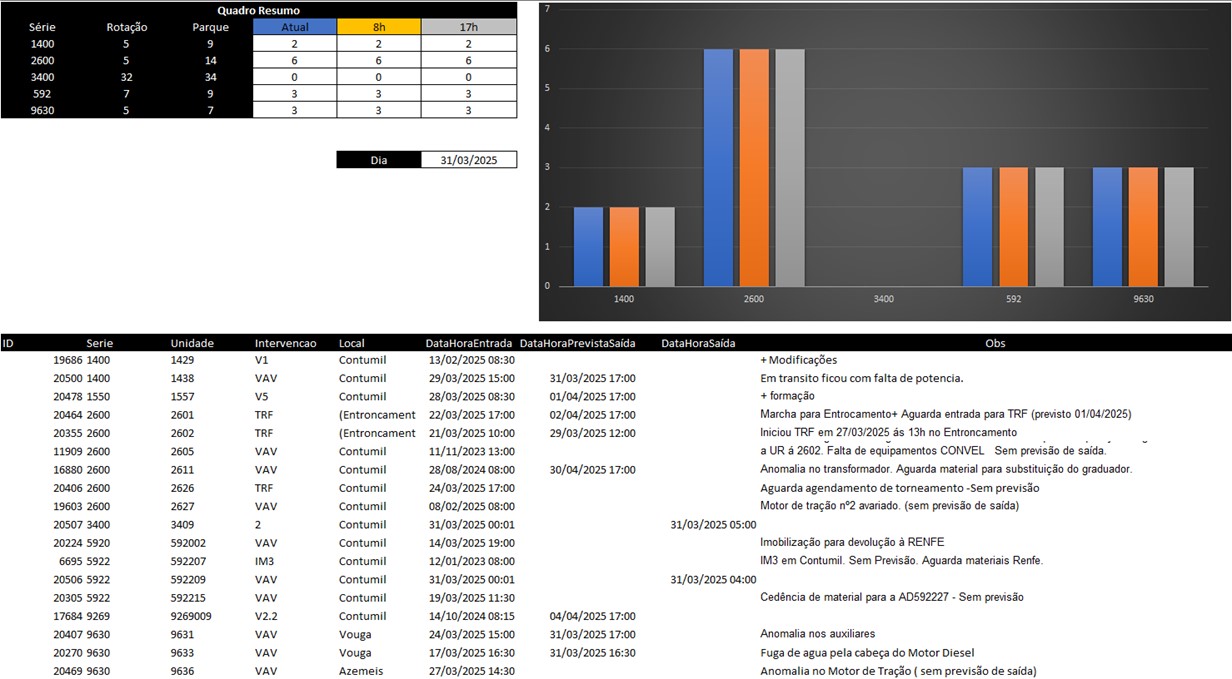 Quadro Resumo
Série Rotação Parque Atual 8h 17h
1400 5 9 2 2 2
2600 5 14 6 6 6
3400 32 34 0 0 0
592 7 9 3 3 3
9630 5 7 3 3 3
Dia 31/03/2025
7
6
5
4
3
2
1
0
1400 2600 3400 592 9630
ID Serie Unidade Intervencao Local DataHoraEntrada DataHoraPrevistaSaída DataHoraSaída Obs
19686 1400 1429 V1 Contumil 13/02/2025 08:30 + Modificações
20500 1400 1438 VAV Contumil 29/03/2025 15:00 31/03/2025 17:00 Em transito ficou com falta de potencia.
20478 1550 1557 V5 Contumil 28/03/2025 08:30 01/04/2025 17:00 + formação
20464 2600 2601 TRF (Entroncament 22/03/2025 17:00 02/04/2025 17:00 Marcha para Entrocamento+ Aguarda entrada para TRF (previsto 01/04/2025)
20355 2600 2602 TRF (Entroncament 21/03/2025 10:00 29/03/2025 12:00 Iniciou TRF em 27/03/2025 ás 13h no Entroncamento
11909 2600 2605 VAV Contumil 11/11/2023 13:00 a UR á 2602. Falta de equipamentos CONVEL Sem previsão de saída.
16880 2600 2611 VAV Contumil 28/08/2024 08:00 30/04/2025 17:00 Anomalia no transformador. Aguarda material para substituição do graduador.
20406 2600 2626 TRF Contumil 24/03/2025 17:00 Aguarda agendamento de torneamento -Sem previsão
19603 2600 2627 VAV Contumil 08/02/2025 08:00 Motor de tração nº2 avariado. (sem previsão de saída)
20507 3400 3409 2 Contumil 31/03/2025 00:01 31/03/2025 05:00
20224 5920 592002 VAV Contumil 14/03/2025 19:00 Imobilização para devolução à RENFE
6695 5922 592207 IM3 Contumil 12/01/2023 08:00 IM3 em Contumil. Sem Previsão. Aguarda materiais Renfe.
20506 5922 592209 VAV Contumil 31/03/2025 00:01 31/03/2025 04:00
20305 5922 592215 VAV Contumil 19/03/2025 11:30 Cedência de material para a AD592227 - Sem previsão
17684 9269 9269009 V2.2 Contumil 14/10/2024 08:15 04/04/2025 17:00
20407 9630 9631 VAV Vouga 24/03/2025 15:00 31/03/2025 17:00 Anomalia nos auxiliares
20270 9630 9633 VAV Vouga 17/03/2025 16:30 31/03/2025 16:30 Fuga de agua pela cabeça do Motor Diesel
20469 9630 9636 VAV Azemeis 27/03/2025 14:30 Anomalia no Motor de Tração ( sem previsão de saída)